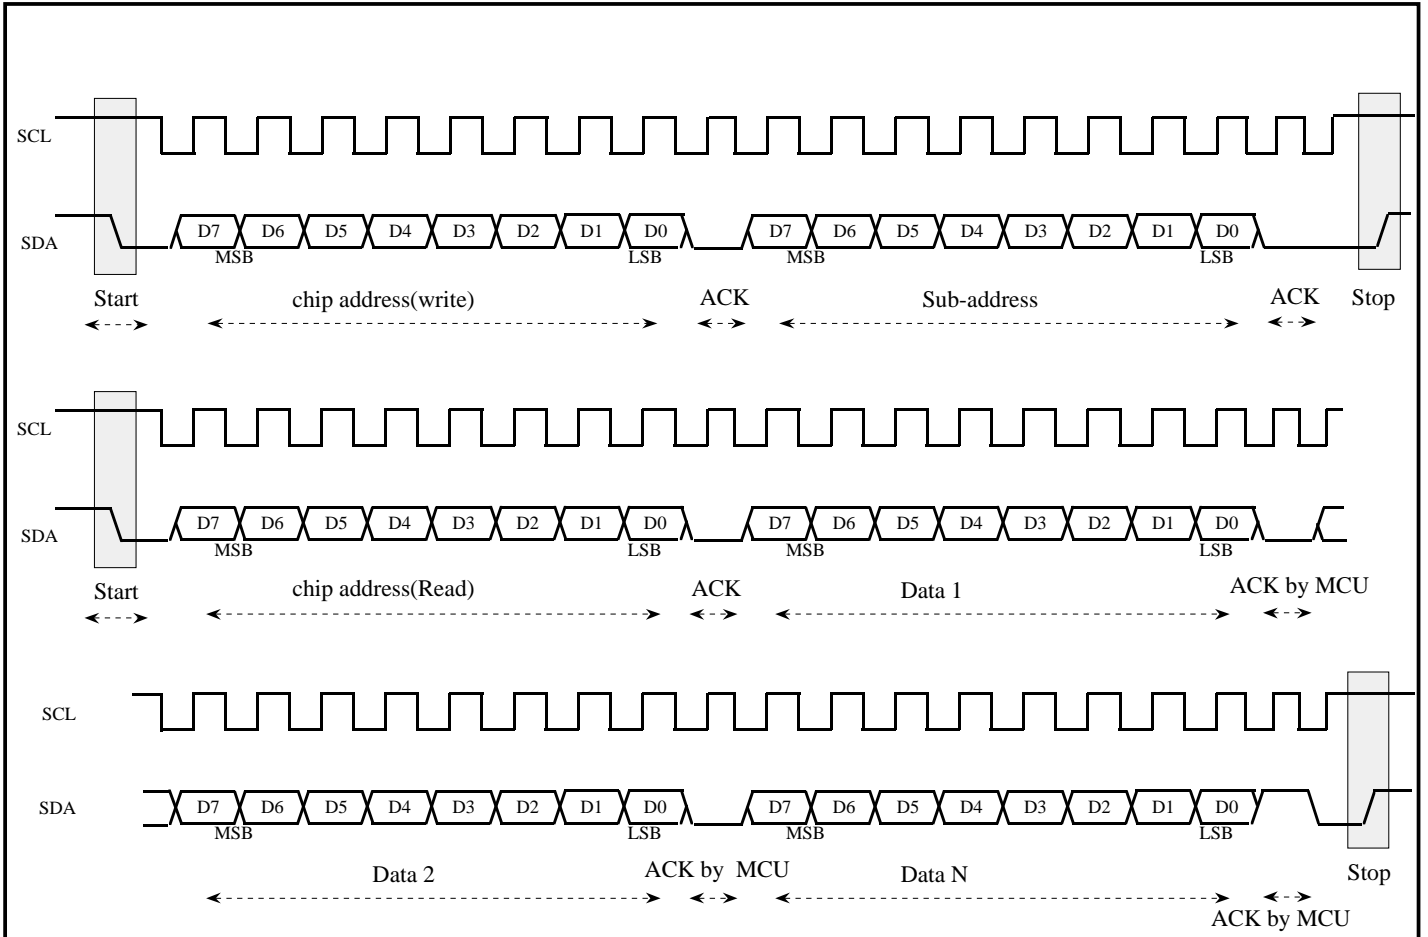 SCL
SDA
D7 D6 D5 D4 D3 D2 D1 D0 D7 D6 D5 D4 D3 D2 D1 D0
MSB LSB MSB LSB
Start chip address(write) ACK Sub-address ACK Stop
SCL
SDA
D7 D6 D5 D4 D3 D2 D1 D0 D7 D6 D5 D4 D3 D2 D1 D0
MSB LSB MSB LSB
Start chip address(Read) ACK Data 1 ACK by MCU
SCL
SDA
D7 D6 D5 D4 D3 D2 D1 D0 D7 D6 D5 D4 D3 D2 D1 D0
MSB LSB MSB LSB
Data 2 ACK by MCU Data N Stop
ACK by MCU